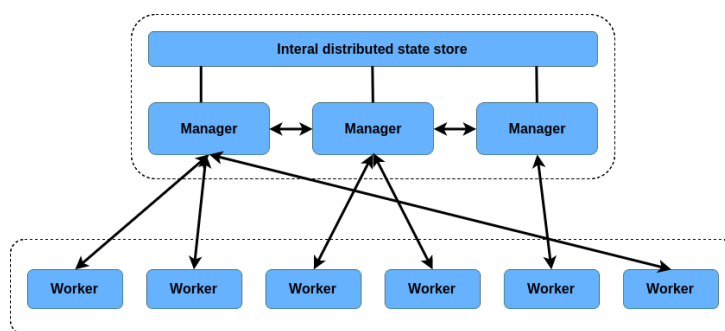 Interal distributed state store
Manager
Manager
Manager
Worker
Worker
Worker
Worker
Worker
Worker